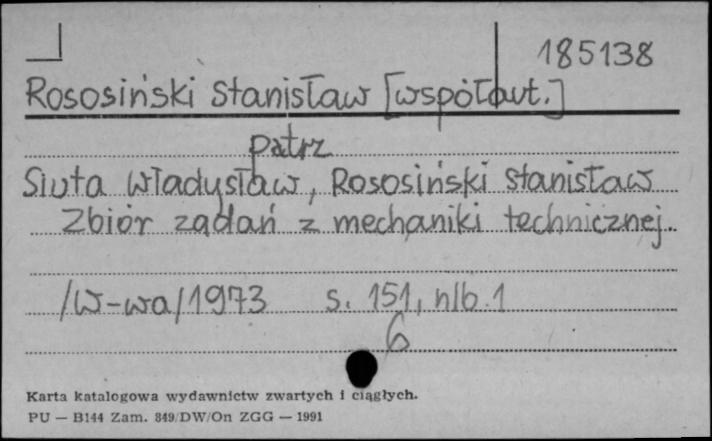 185138
Rososiński Stanisław [współaut.]
patrz
Siuta Władysław, Rososiński Stanisław
Zbiór zadań z mechaniki technicznej.
/W-wa/1973 s. 151, nlb. 1
6
Karta katalogowa wydawnictw zwartych i ciągłych.
PU — B144 Zam. 849/DW/On ZGG — 1991